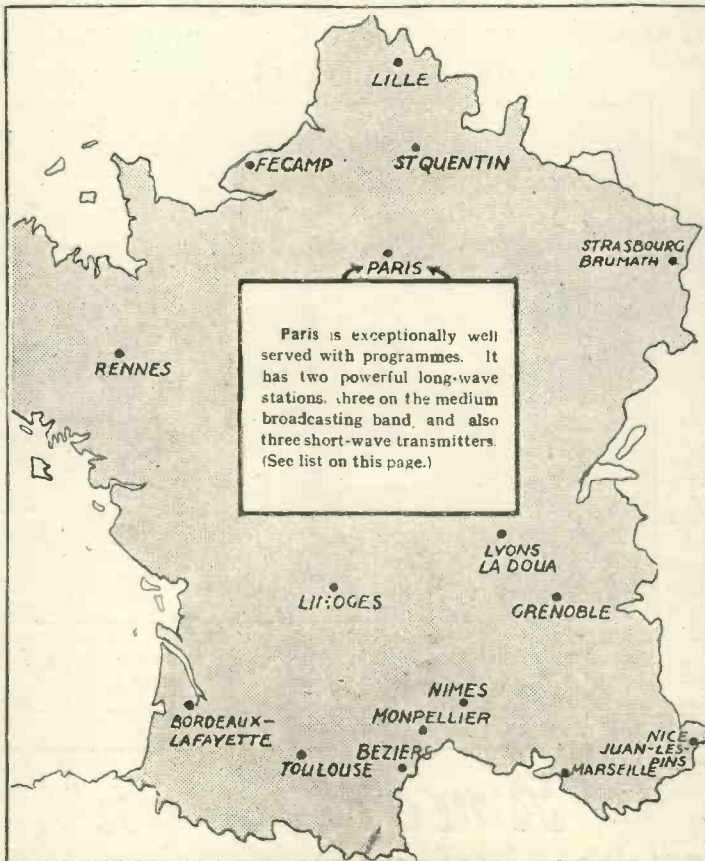 LILLE
FECAMP
ST QUENTIN
STRASBOURG
BRUMATH
PARIS
Paris is exceptionally well
served with programmes. It
has two powerful long-wave
stations, three on the medium
broadcasting band, and also
three short-wave transmitters.
(See list on this page.)
RENNES
LYONS
LA DOUA
LIMOGES
GRENOBLE
NIMES
MONPELLIER
BORDEAUX-
LAFAYETTE
BEZIERS
TOULOUSE
NICE
JUAN-LES-
PINS
MARSEILLE